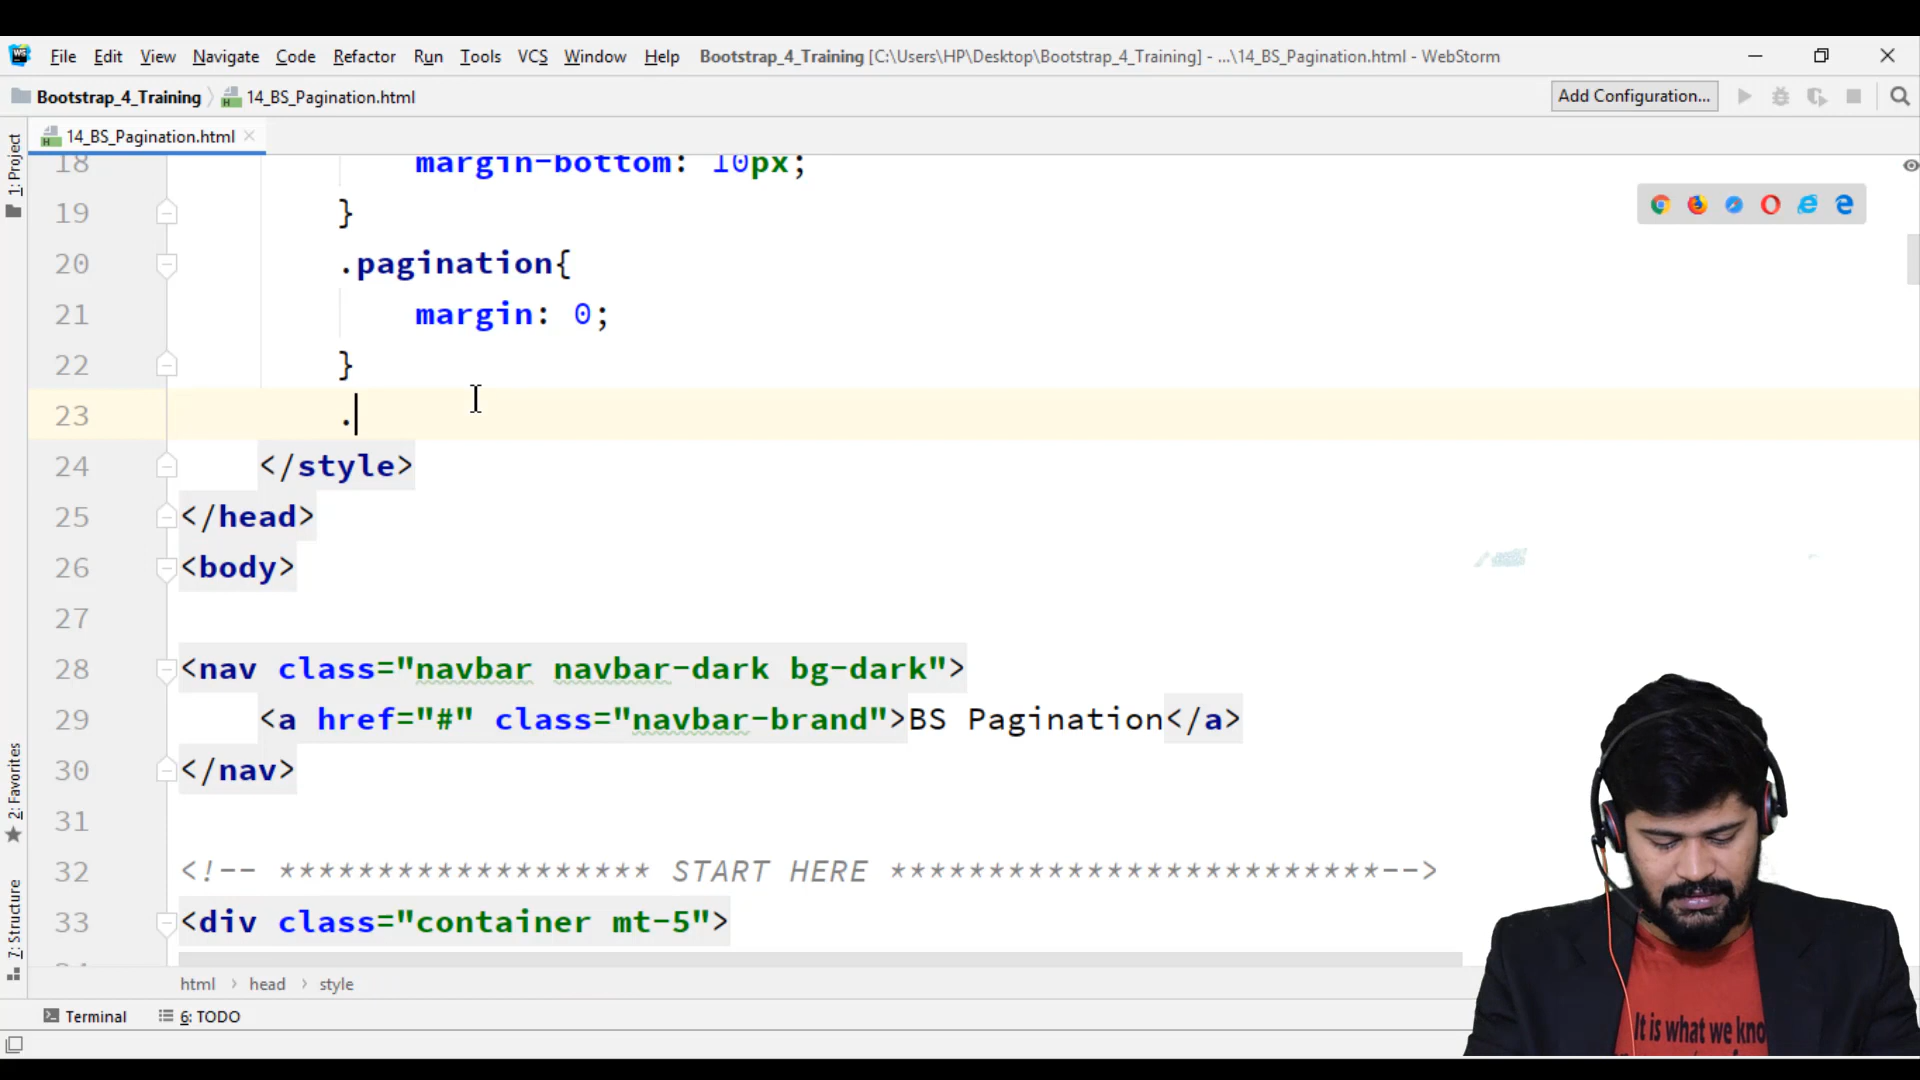 File Edit View Navigate Code Refactor Run Tools VCS Window Help Bootstrap_4_Training [C:\Users\HP\Desktop\Bootstrap_4_Training] - ...\14_BS_Pagination.html - WebStorm
Bootstrap_4_Training 14_BS_Pagination.html Add Configuration...
14_BS_Pagination.html
1: Project
2: Favorites
7: Structure
18 margin-bottom: 10px;
19 }
20 .pagination{
21 margin: 0;
22 }
23 .
24 </style>
25 </head>
26 <body>
27
28 <nav class="navbar navbar-dark bg-dark">
29 <a href="#" class="navbar-brand">BS Pagination</a>
30 </nav>
31
32 <!-- ******************* START HERE *************************-->
33 <div class="container mt-5">
html > head > style
Terminal 6: TODO
It is what we kno